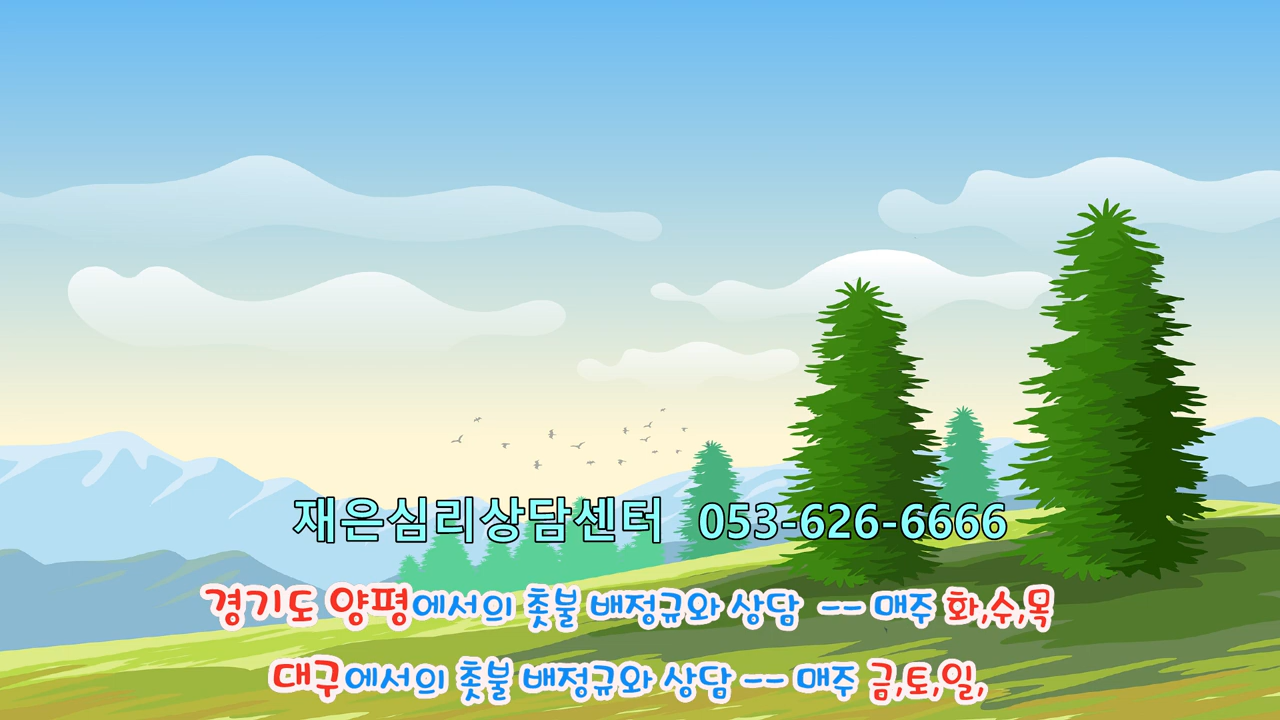 재은심리상담센터 053-626-6666
경기도 양평에서의 촛불 배정규와 상담 -- 매주 화,수,목
대구에서의 촛불 배정규와 상담 -- 매주 금,토,일,